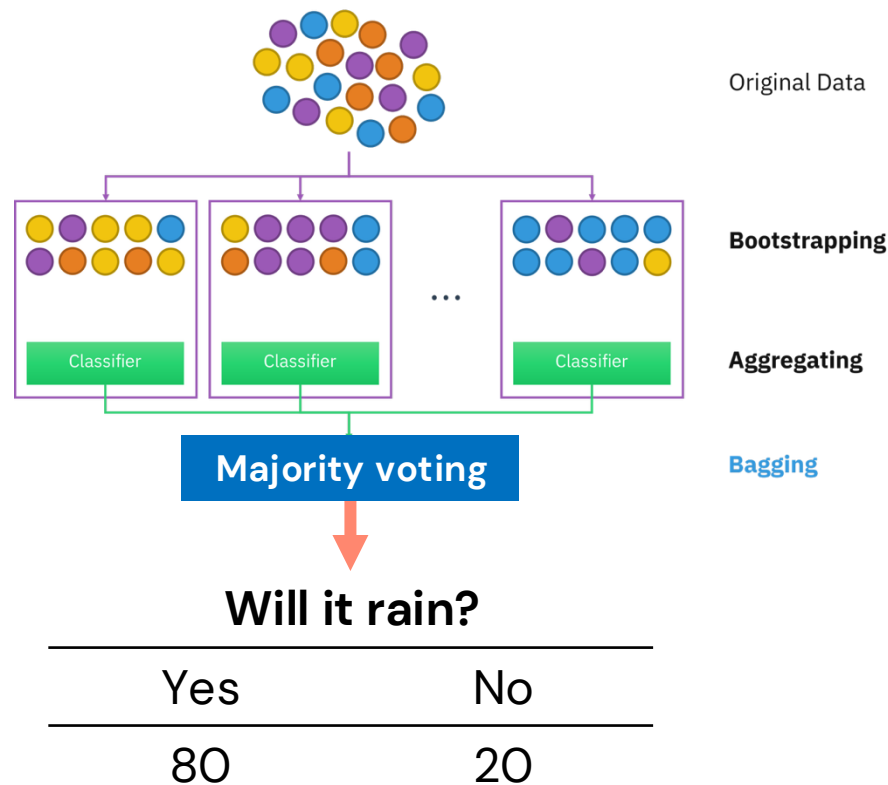 Original Data
Bootstrapping
...
Classifier Classifier Classifier
Aggregating
Majority voting
Bagging
Will it rain?
Yes No
80 20